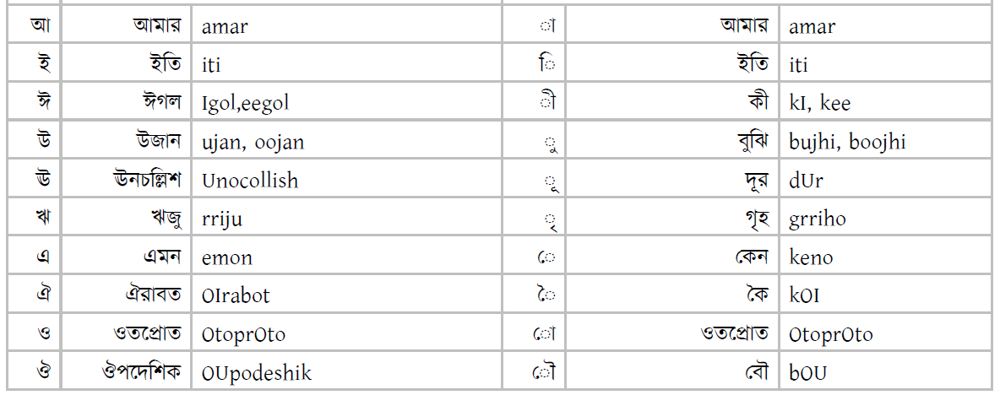 আ আমার amar া আমার amar
ই ইতি iti ি ইতি iti
ঈ ঈগল Igol,eegol ী কী kI, kee
উ উজান ujan, oojan ু বুঝি bujhi, boojhi
ঊ ঊনচল্লিশ Unocollish ূ দূর dUr
ঋ ঋজু rriju ৃ গৃহ grriho
এ এমন emon ে কেন keno
ঐ ঐরাবত OIrabot ৈ কৈ kOI
ও ওতপ্রোত OtoprOto ো ওতপ্রোত OtoprOto
ঔ ঔপদেশিক OUpodeshik ৌ বৌ bOU